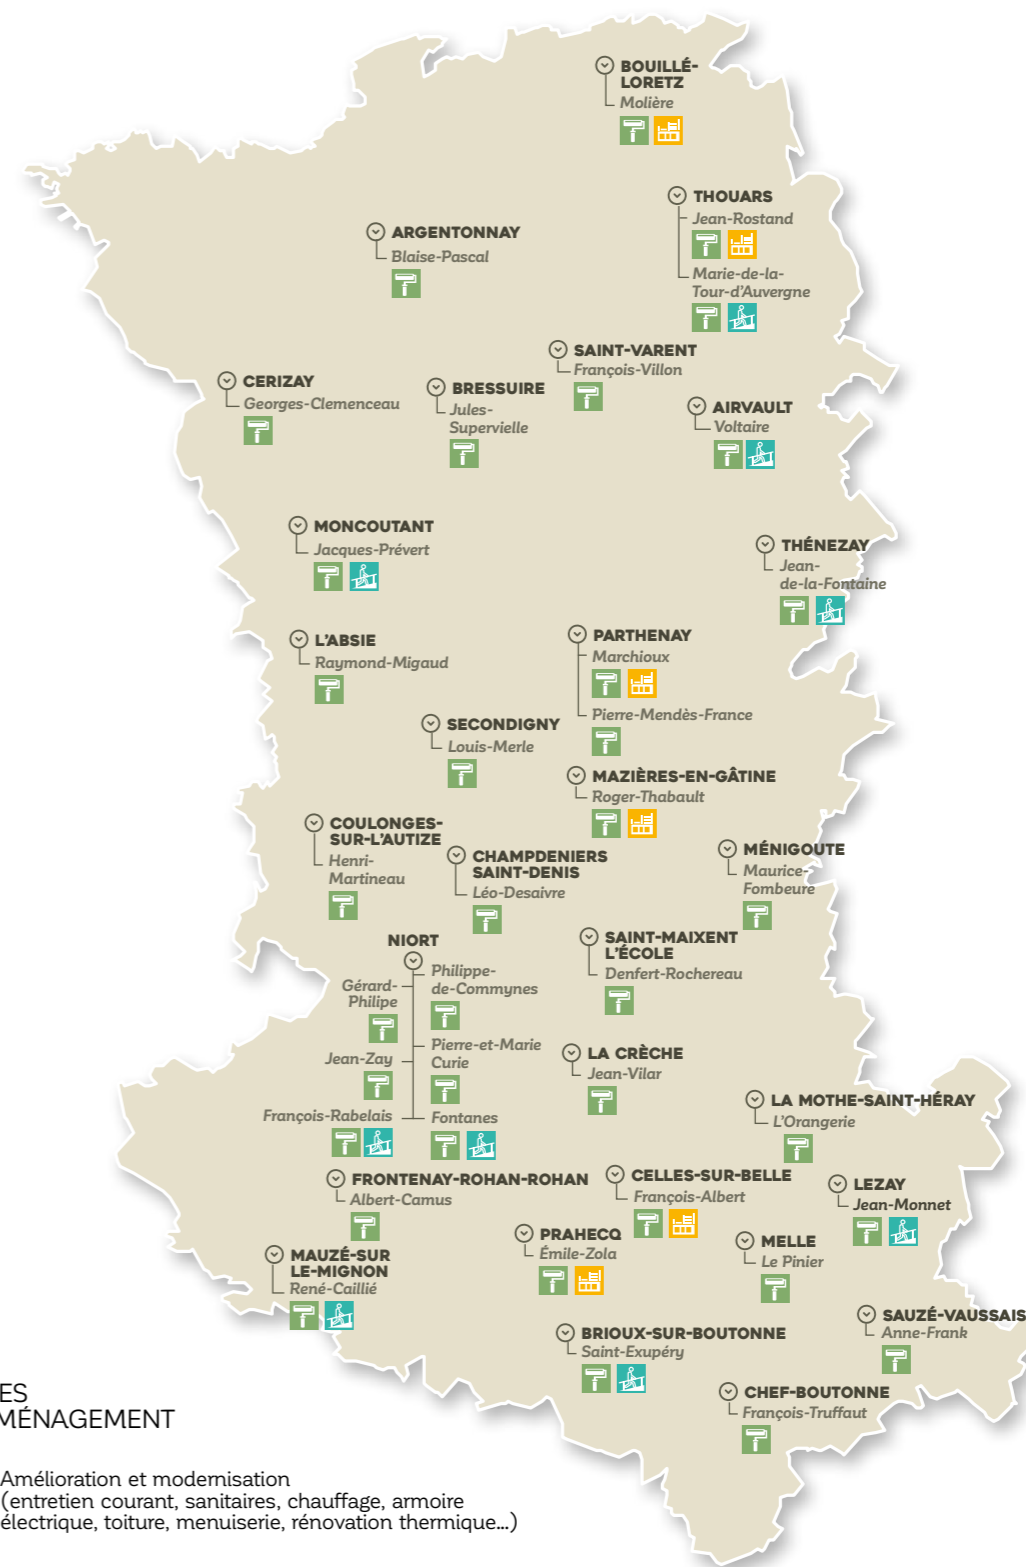 BOUILLÉ-
LORETZ
Molière
THOUARS
Jean-Rostand
Marie-de-la-
Tour-d'Auvergne
ARGENTONNAY
Blaise-Pascal
SAINT-VARENT
François-Villon
CERIZAY
Georges-Clemenceau
BRESSUIRE
Jules-
Supervielle
AIRVAULT
Voltaire
MONCOUTANT
Jacques-Prévert
THÉNEZAY
Jean-
de-la-Fontaine
L'ABSIE
Raymond-Migaud
PARTHENAY
Marchioux
Pierre-Mendès-France
SECONDIGNY
Louis-Merle
MAZIÈRES-EN-GÂTINE
Roger-Thabault
COULONGES-
SUR-L'AUTIZE
Henri-
Martineau
CHAMPDENIERS
SAINT-DENIS
Léo-Desaivre
MÉNIGOUTE
Maurice-
Fombeure
NIORT
Philippe-
de-Commynes
Gérard-
Philipe
Pierre-et-Marie
Curie
Jean-Zay
François-Rabelais
Fontanes
SAINT-MAIXENT
L'ÉCOLE
Denfert-Rochereau
LA CRÈCHE
Jean-Vilar
LA MOTHE-SAINT-HÉRAY
L'Orangerie
FRONTENAY-ROHAN-ROHAN
Albert-Camus
CELLES-SUR-BELLE
François-Albert
LEZAY
Jean-Monnet
PRAHECQ
Émile-Zola
MELLE
Le Pinier
MAUZÉ-SUR
LE-MIGNON
René-Caillié
SAUZÉ-VAUSSAIS
Anne-Frank
BRIOUX-SUR-BOUTONNE
Saint-Exupéry
CHEF-BOUTONNE
François-Truffaut
ES
MÉNAGEMENT
Amélioration et modernisation
(entretien courant, sanitaires, chauffage, armoire
électrique, toiture, menuiserie, rénovation thermique...)